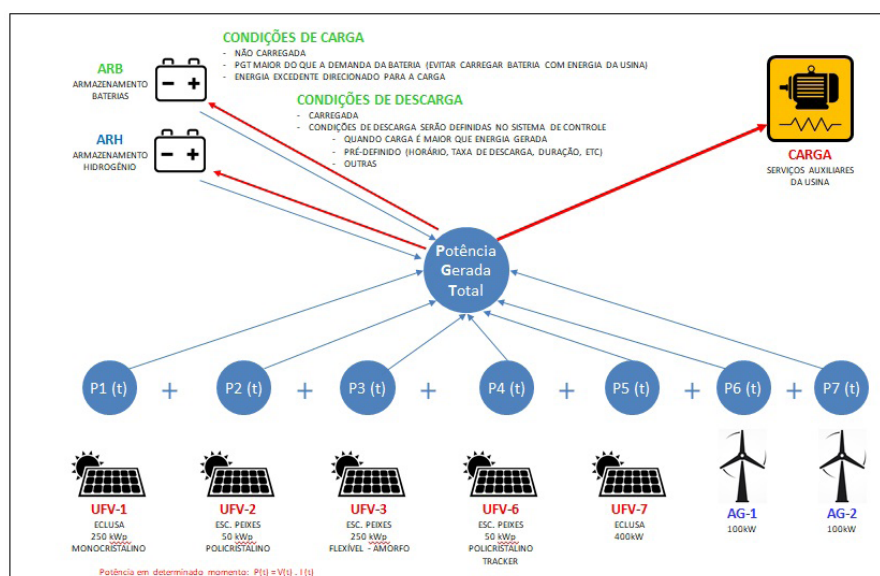 CONDIÇÕES DE CARGA
- NÃO CARREGADA
- PGT MAIOR DO QUE A DEMANDA DA BATERIA (EVITAR CARREGAR BATERIA COM ENERGIA DA USINA)
- ENERGIA EXCEDENTE DIRECIONADO PARA A CARGA
ARB
ARMAZENAMENTO
BATERIAS
CONDIÇÕES DE DESCARGA
- CARREGADA
- CONDIÇÕES DE DESCARGA SERÃO DEFINIDAS NO SISTEMA DE CONTROLE
- QUANDO CARGA É MAIOR QUE ENERGIA GERADA
- PRÉ-DEFINIDO (HORÁRIO, TAXA DE DESCARGA, DURAÇÃO, ETC)
- OUTRAS
ARH
ARMAZENAMENTO
HIDROGÊNIO
CARGA
SERVIÇOS AUXILIARES
DA USINA
Potência
Gerada
Total
P1 (t) + P2 (t) + P3 (t) + P4 (t) + P5 (t) + P6 (t) + P7 (t)
UFV-1
ECLUSA
250 kWp
MONOCRISTALINO
UFV-2
ESC. PEIXES
50 kWp
POLICRISTALINO
UFV-3
ESC. PEIXES
250 kWp
FLEXÍVEL - AMORFO
UFV-6
ESC. PEIXES
50 kWp
POLICRISTALINO
TRACKER
UFV-7
ECLUSA
400kW
AG-1
100kW
AG-2
100kW
Potência em determinado momento: P(t) = V(t) . I (t)